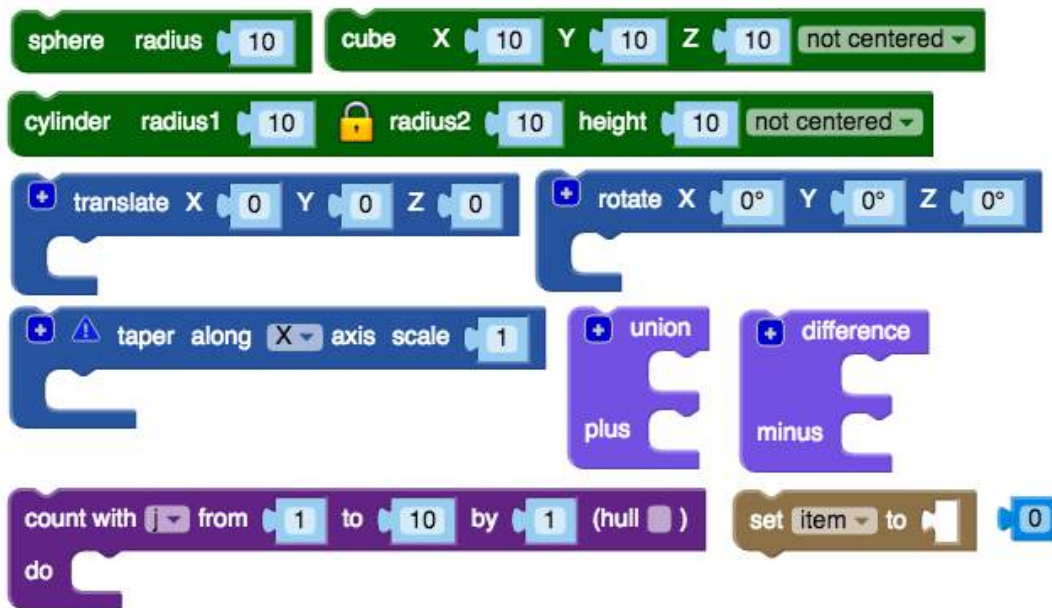 sphere radius 10 cube X 10 Y 10 Z 10 not centered
cylinder radius1 10 radius2 10 height 10 not centered
+ translate X 0 Y 0 Z 0 + rotate X 0° Y 0° Z 0°
+ taper along X axis scale 1 + union + difference
plus minus
count with j from 1 to 10 by 1 (hull ) set item to 0
do